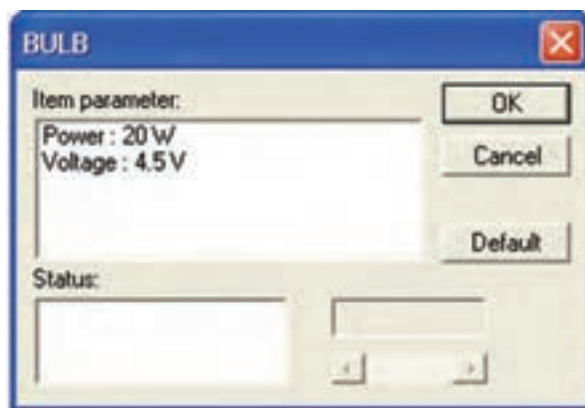 BULB
Item parameter:
OK
Power : 20 W
Voltage : 4.5 V
Cancel
Default
Status: